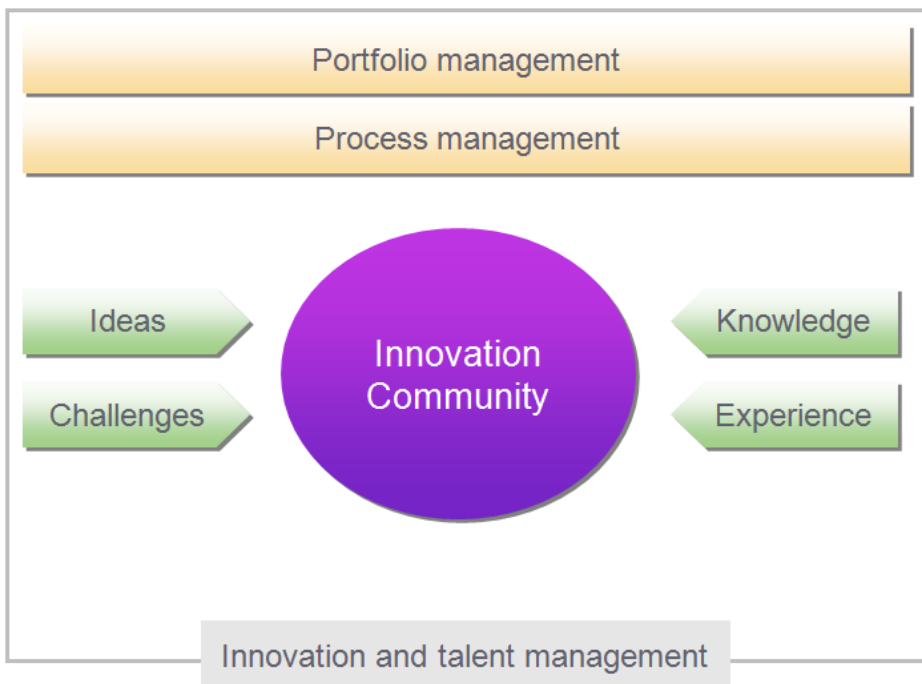 Portfolio management
Process management
Ideas
Knowledge
Innovation
Community
Challenges
Experience
Innovation and talent management